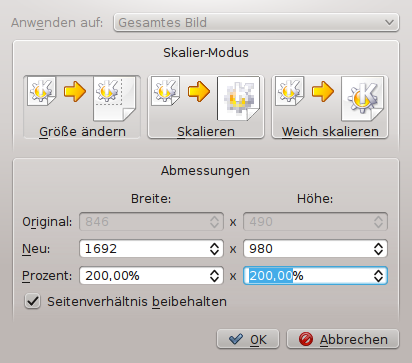 Anwenden auf: Gesamtes Bild
Skalier-Modus
Größe ändern Skalieren Weich skalieren
Abmessungen
Breite: Höhe:
Original: 846 x 490
Neu: 1692 x 980
Prozent: 200,00% x 200,00%
Seitenverhältnis beibehalten
OK Abbrechen